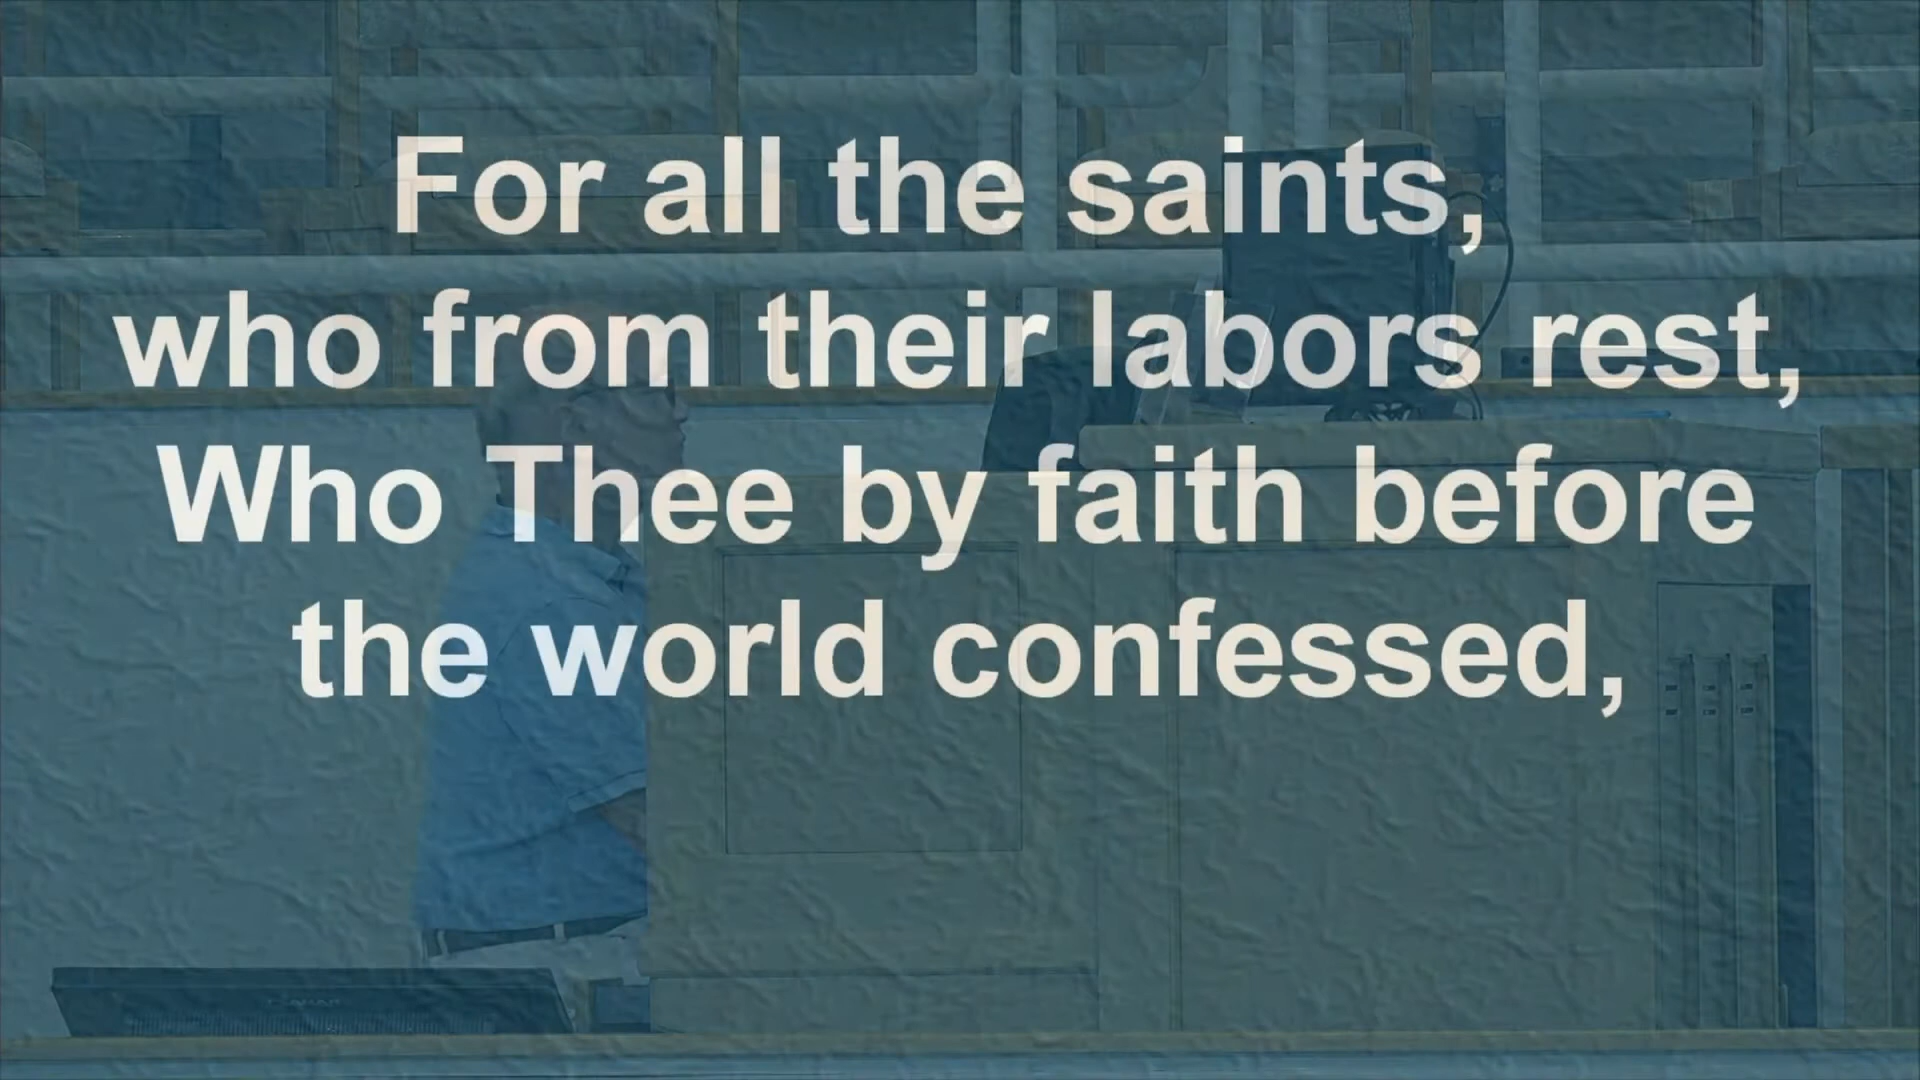 For all the saints,
who from their labors rest,
Who Thee by faith before
the world confessed,